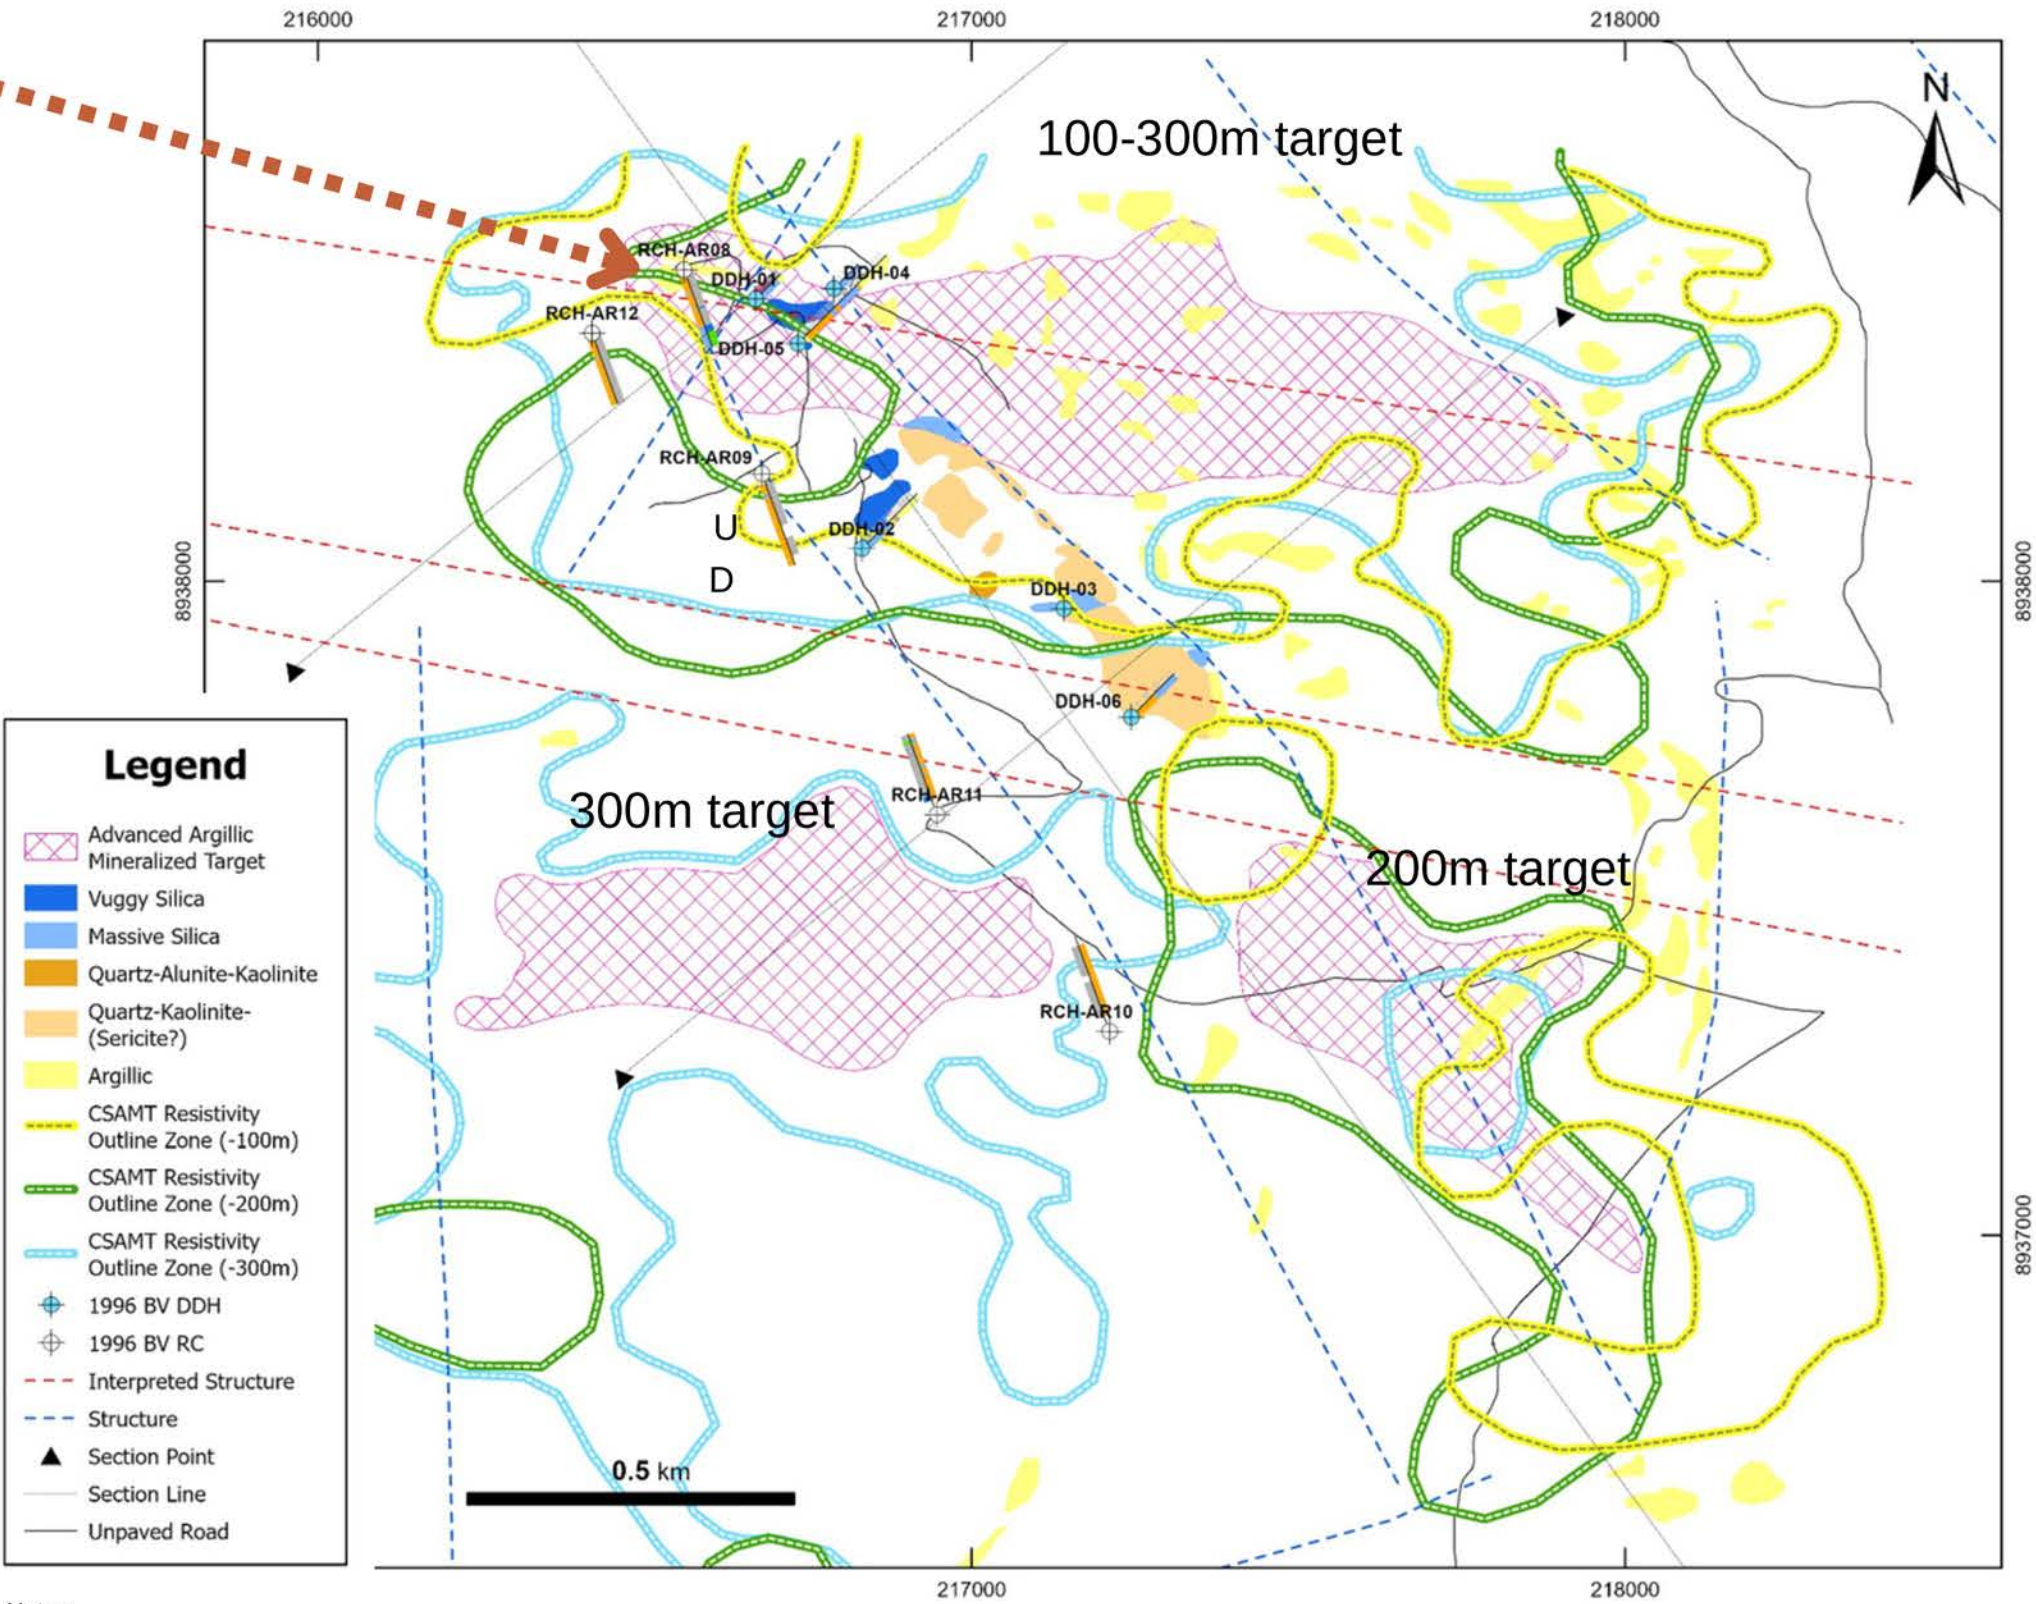 216000
217000
218000
N
100-300m target
RCH-AR08
DDH-01
DDH-04
RCH-AR12
DDH-05
RCH-AR09
U
DDH-02
D
8938000
8938000
DDH-03
DDH-06
RCH-AR11
300m target
200m target
RCH-AR10
8937000
0.5 km
217000
218000
Legend
Advanced Argillic
Mineralized Target
Vuggy Silica
Massive Silica
Quartz-Alunite-Kaolinite
Quartz-Kaolinite-
(Sericite?)
Argillic
CSAMT Resistivity
Outline Zone (-100m)
CSAMT Resistivity
Outline Zone (-200m)
CSAMT Resistivity
Outline Zone (-300m)
1996 BV DDH
1996 BV RC
Interpreted Structure
Structure
Section Point
Section Line
Unpaved Road